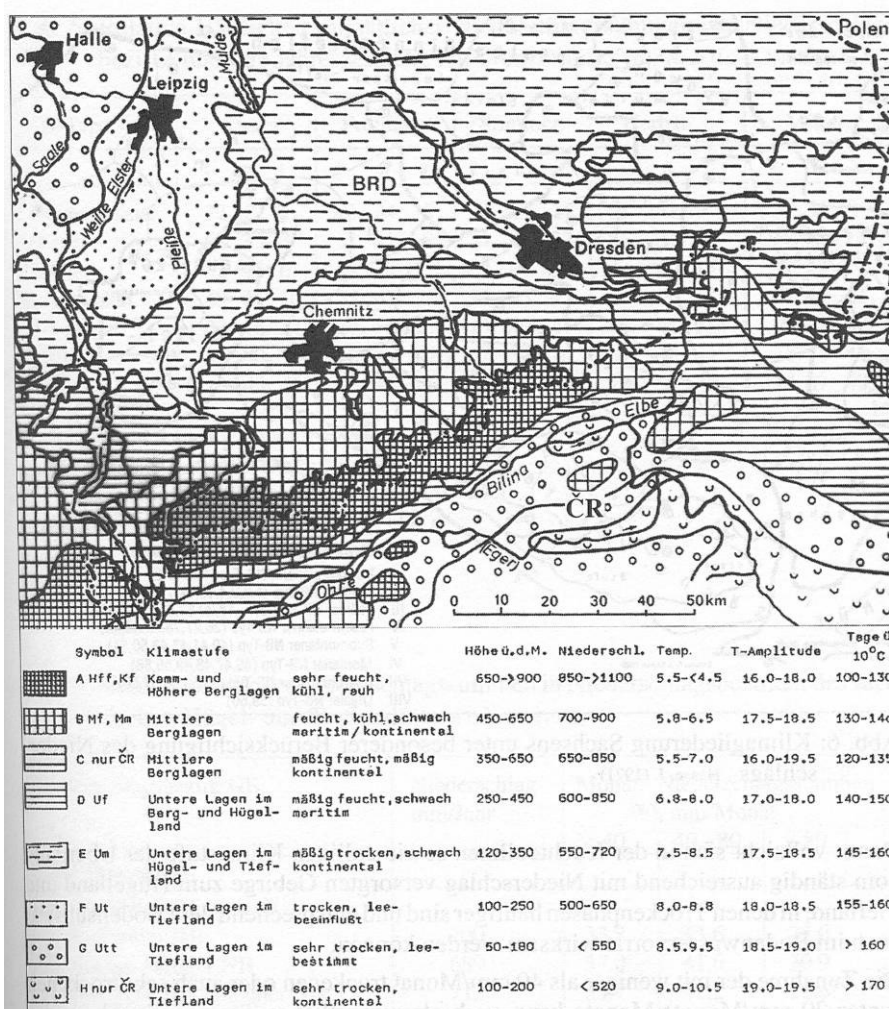 Halle
Polen
Mulde
Leipzig
Saale
Weiße Elster
Pleiße
BRD
Dresden
Chemnitz
Elbe
Bílina
ČR
(Eger)
Ohře
0 10 20 30 40 50km
Symbol Klimastufe Höhe ü.d.M. Niederschl. Temp. T-Amplitude Tage ü
10°C
A Hff,Kf Kamm- und sehr feucht, 650->900 850->1100 5.5-<4.5 16.0-18.0 100-130
Höhere Berglagen kühl, rauh
B Mf, Mm Mittlere feucht, kühl, schwach 450-650 700-900 5.8-6.5 17.5-18.5 130-140
Berglagen maritim/kontinental
C nur ČR Mittlere mäßig feucht, mäßig 350-650 650-850 5.5-7.0 16.0-19.5 120-135
Berglagen kontinental
D Uf Untere Lagen im mäßig feucht, schwach 250-450 600-850 6.8-8.0 17.0-18.0 140-150
Berg- und Hügel- maritim
land
E Um Untere Lagen im mäßig trocken, schwach 100-350 550-720 7.5-8.5 17.5-18.5 145-160
Hügel- und Tief- kontinental
land
F Ut Untere Lagen im trocken, lee- 100-250 500-650 8.0-8.8 18.0-18.5 155-160
Tiefland beeinflußt
G Utt Untere Lagen im sehr trocken, lee- 50-180 <550 8.5-9.5 18.5-19.0 > 160
Tiefland bestimmt
H nur ČR Untere Lagen im sehr trocken, 100-200 <520 9.0-10.5 19.0-19.5 > 170
Tiefland kontinental